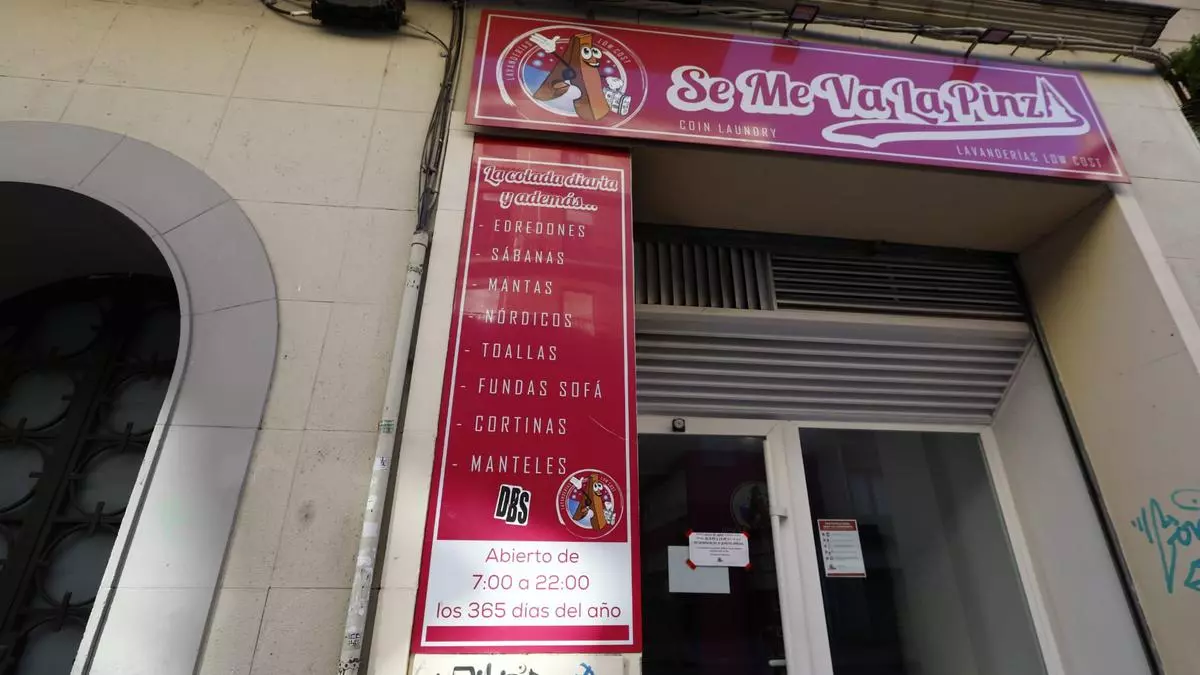 LAVANDERÍAS LOW COST
Se Me Va La Pinza
COIN LAUNDRY
LAVANDERÍAS LOW COST
La colada diaria
y además...
- EDREDONES
- SÁBANAS
- MANTAS
- NÓRDICOS
- TOALLAS
- FUNDAS SOFÁ
- CORTINAS
- MANTELES
DBS
Abierto de
7:00 a 22:00
los 365 días del año